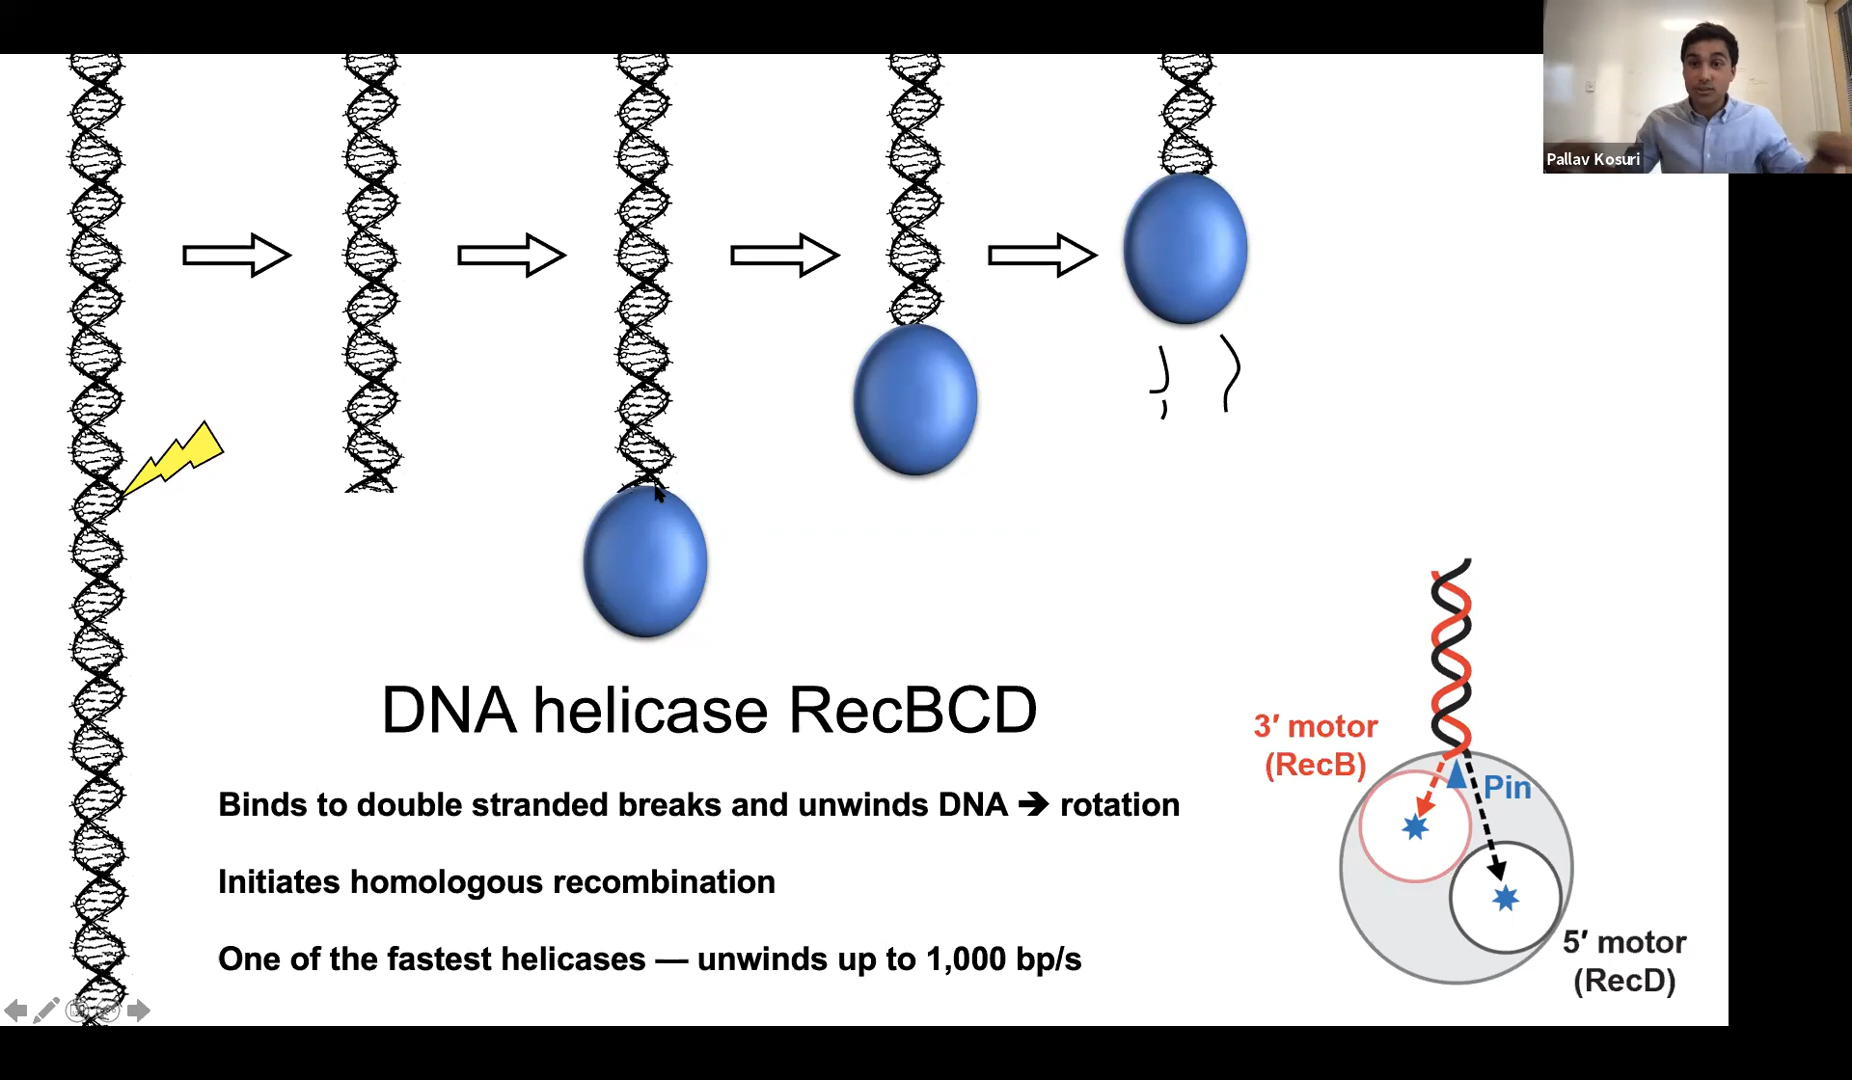 Pallav Kosuri
DNA helicase RecBCD
Binds to double stranded breaks and unwinds DNA ➔ rotation
Initiates homologous recombination
One of the fastest helicases — unwinds up to 1,000 bp/s
3′ motor
(RecB)
Pin
5′ motor
(RecD)